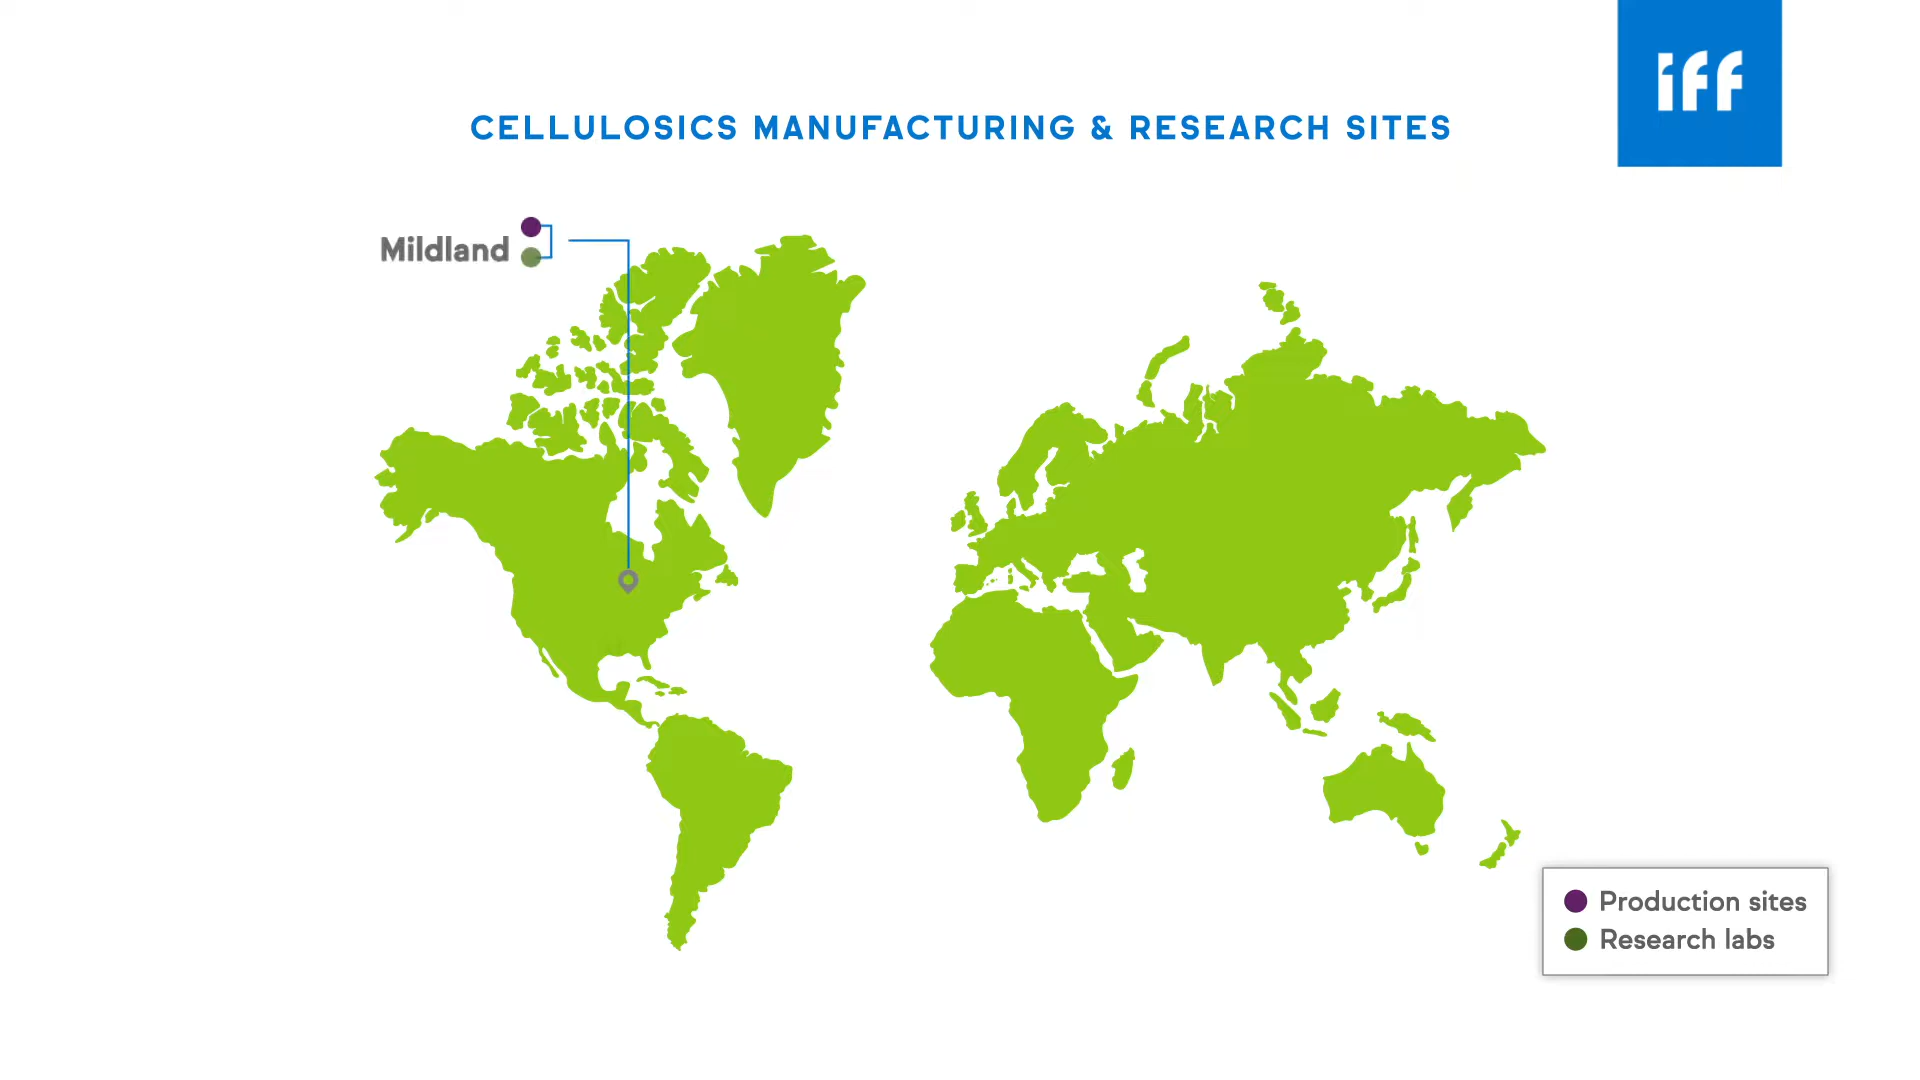 iff
CELLULOSICS MANUFACTURING & RESEARCH SITES
Mildland
Production sites
Research labs